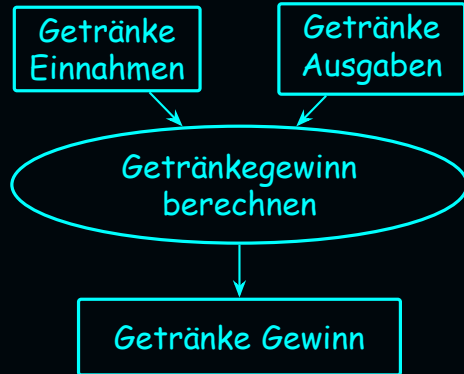 Getränke
Einnahmen
Getränke
Ausgaben
Getränkegewinn
berechnen
Getränke Gewinn